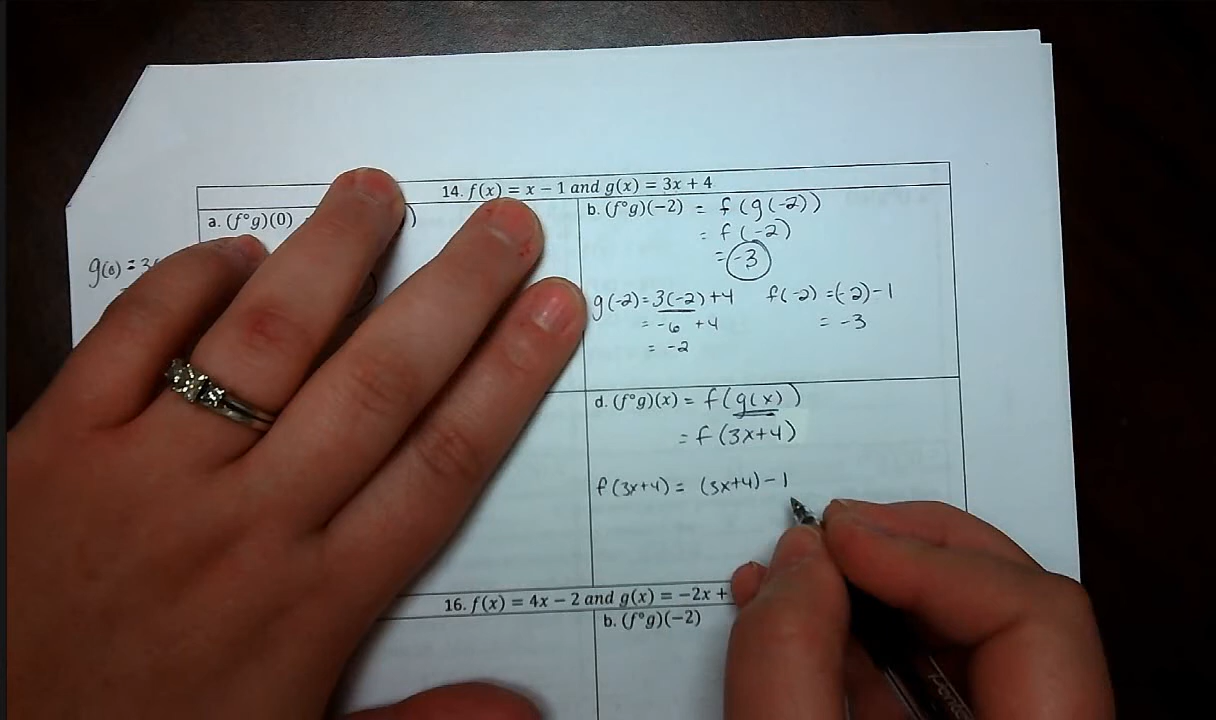 14. f(x) = x − 1 and g(x) = 3x + 4
a. (f°g)(0)
)
g(0) = 3
b. (f°g)(−2) = f(g(-2))
= f(-2)
= -3
g(-2) = 3(-2)+4
= -6 +4
= -2
f(-2) = (-2)-1
= -3
d. (f°g)(x) = f(g(x))
= f(3x+4)
f(3x+4) = (3x+4)-1
16. f(x) = 4x − 2 and g(x) = −2x +
b. (f°g)(−2)